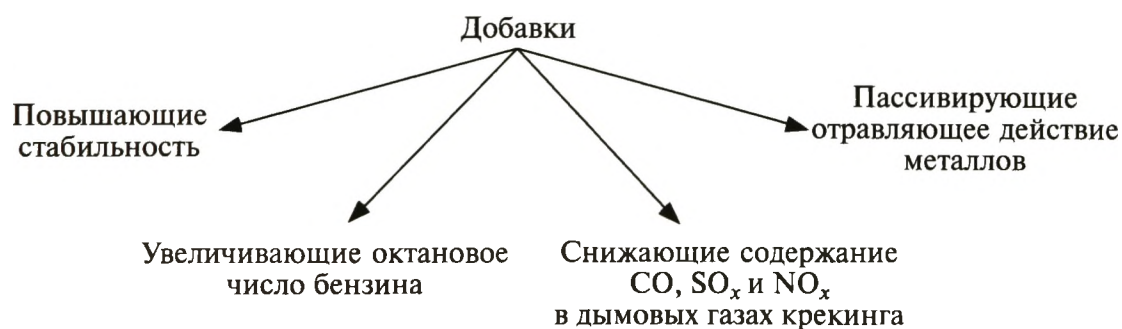 Добавки
Повышающие
стабильность
Увеличивающие октановое
число бензина
Снижающие содержание
CO, SOx и NOx
в дымовых газах крекинга
Пассивирующие
отравляющее действие
металлов